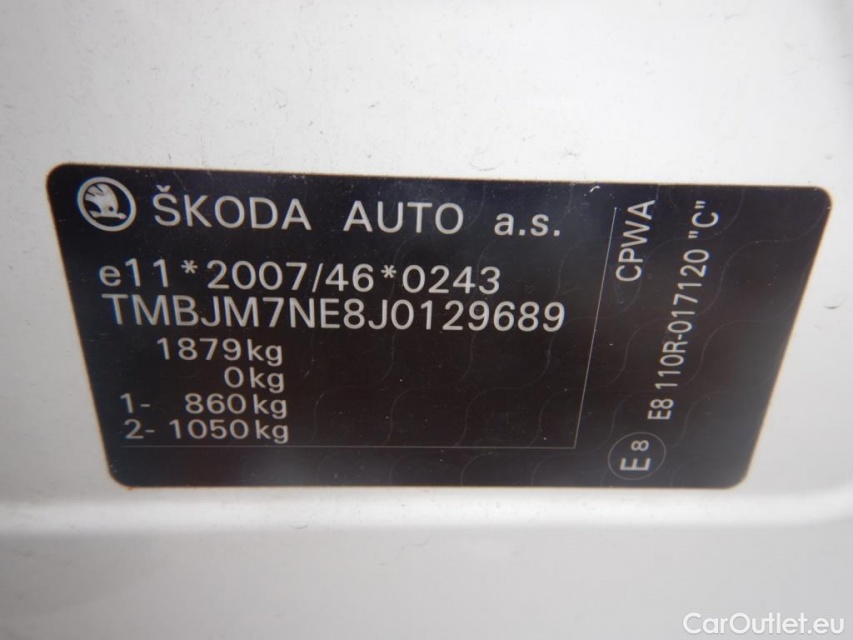 ŠKODA AUTO a.s.
e11*2007/46*0243
TMBJM7NE8J0129689
1879kg
0kg
1- 860kg
2- 1050kg
CPWA
E8 110R-017120 "C"
E8
CarOutlet.eu